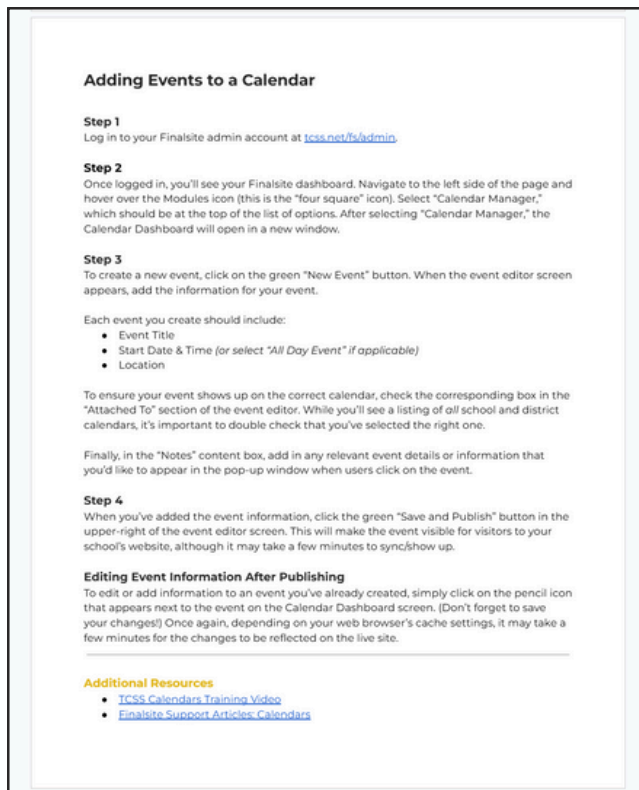 Adding Events to a Calendar
Step 1
Log in to your Finalsite admin account at tcss.net/fs/admin.
Step 2
Once logged in, you'll see your Finalsite dashboard. Navigate to the left side of the page and
hover over the Modules icon (this is the "four square" icon). Select "Calendar Manager,"
which should be at the top of the list of options. After selecting "Calendar Manager," the
Calendar Dashboard will open in a new window.
Step 3
To create a new event, click on the green "New Event" button. When the event editor screen
appears, add the information for your event.
Each event you create should include:
● Event Title
● Start Date & Time (or select "All Day Event" if applicable)
● Location
To ensure your event shows up on the correct calendar, check the corresponding box in the
"Attached To" section of the event editor. While you'll see a listing of all school and district
calendars, it's important to double check that you've selected the right one.
Finally, in the "Notes" content box, add in any relevant event details or information that
you'd like to appear in the pop-up window when users click on the event.
Step 4
When you've added the event information, click the green "Save and Publish" button in the
upper-right of the event editor screen. This will make the event visible for visitors to your
school's website, although it may take a few minutes to sync/show up.
Editing Event Information After Publishing
To edit or add information to an event you've already created, simply click on the pencil icon
that appears next to the event on the Calendar Dashboard screen. (Don't forget to save
your changes!) Once again, depending on your web browser's cache settings, it may take a
few minutes for the changes to be reflected on the live site.
Additional Resources
● TCSS Calendars Training Video
● Finalsite Support Articles: Calendars